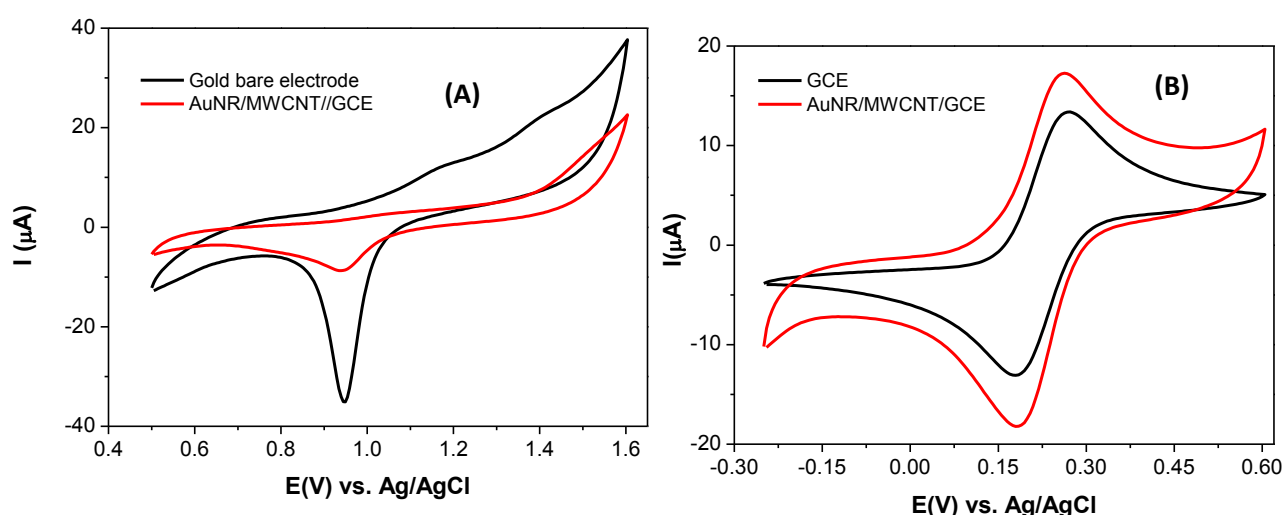 40
20
0
-20
-40
I (µA)
Gold bare electrode
AuNR/MWCNT//GCE
(A)
0.4 0.6 0.8 1.0 1.2 1.4 1.6
E(V) vs. Ag/AgCl
20
10
0
-10
-20
I(µA)
GCE
AuNR/MWCNT/GCE
(B)
-0.30 -0.15 0.00 0.15 0.30 0.45 0.60
E(V) vs. Ag/AgCl